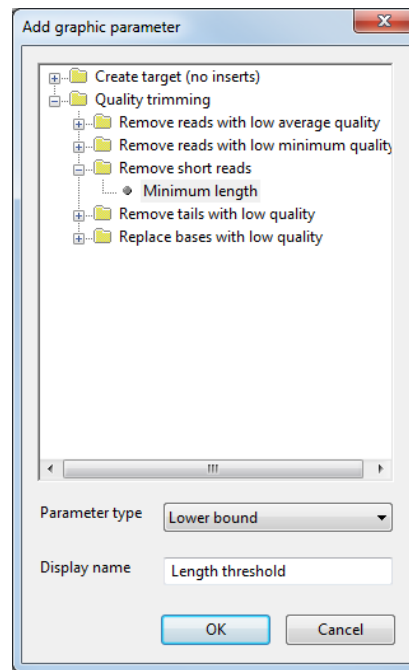 Add graphic parameter
Create target (no inserts)
Quality trimming
Remove reads with low average quality
Remove reads with low minimum quality
Remove short reads
Minimum length
Remove tails with low quality
Replace bases with low quality
Parameter type
Lower bound
Display name
Length threshold
OK
Cancel